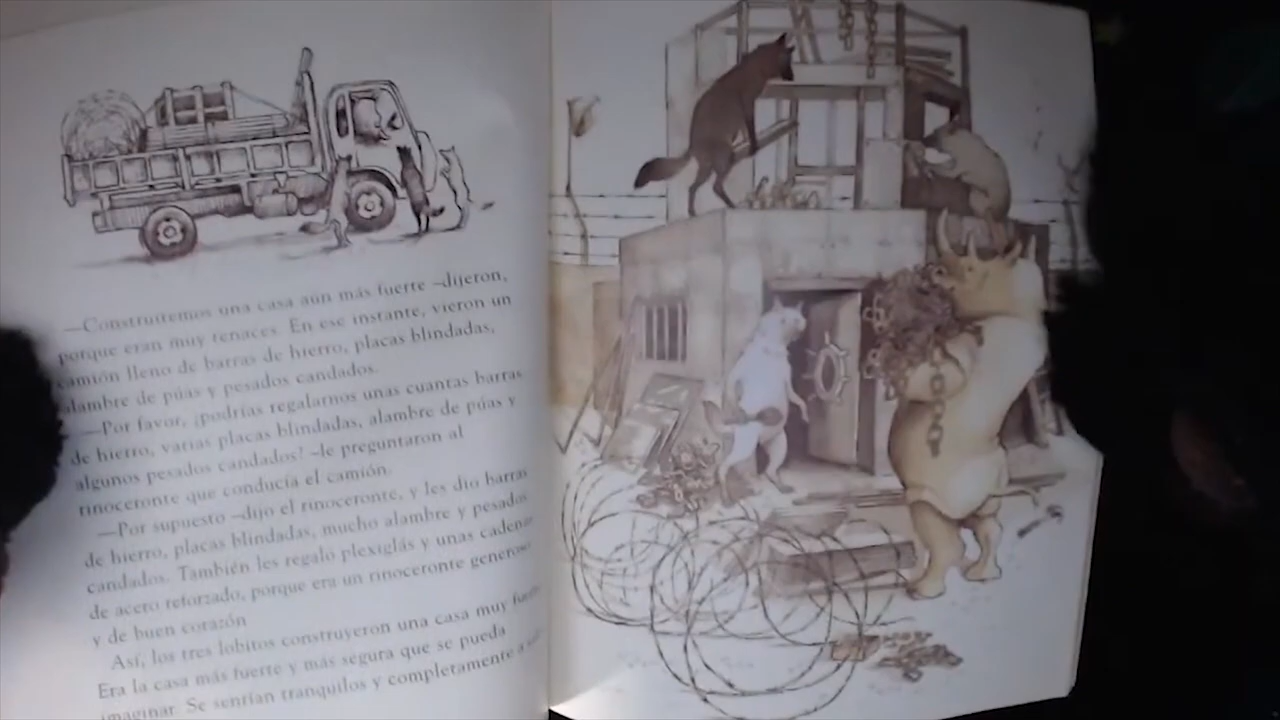 —Construiremos una casa aún más fuerte –dijeron,
porque eran muy tenaces. En ese instante, vieron un
camión lleno de barras de hierro, placas blindadas,
alambre de púas y pesados candados.
—Por favor, ¿podrías regalarnos unas cuantas barras
de hierro, varias placas blindadas, alambre de púas y
algunos pesados candados? –le preguntaron al
rinoceronte que conducía el camión.
—Por supuesto –dijo el rinoceronte, y les dio barras
de hierro, placas blindadas, mucho alambre y pesados
candados. También les regaló plexiglás y unas cadenas
de acero reforzado, porque era un rinoceronte generoso
y de buen corazón
Así, los tres lobitos construyeron una casa muy fuerte
Era la casa más fuerte y más segura que se pueda
imaginar. Se sentían tranquilos y completamente a